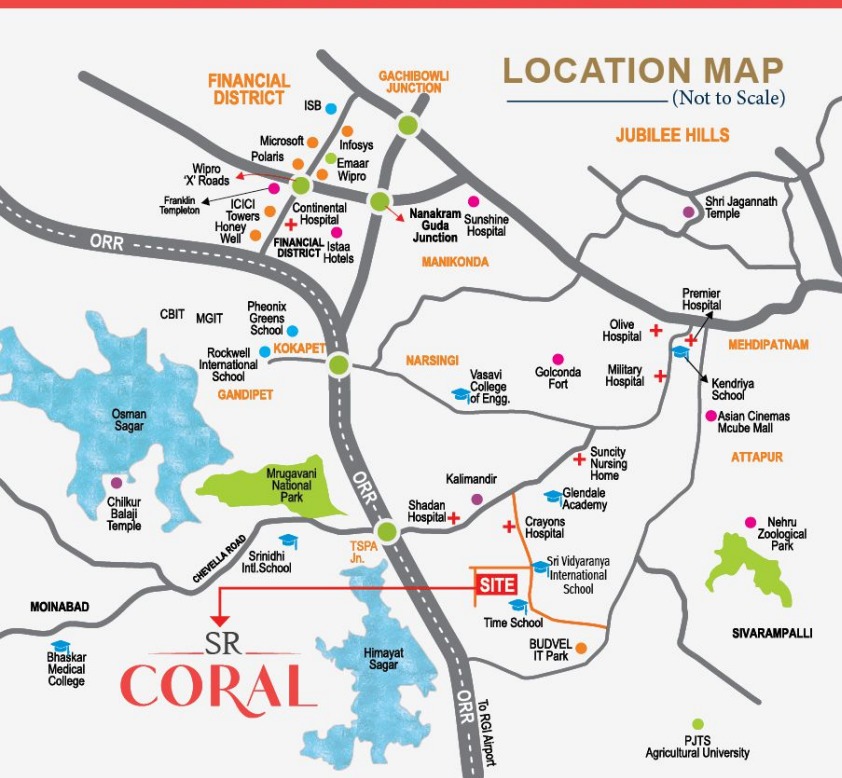 LOCATION MAP
(Not to Scale)
FINANCIAL
DISTRICT
GACHIBOWLI
JUNCTION
ISB
JUBILEE HILLS
Microsoft
Infosys
Polaris
Emaar
Wipro
Wipro
'X' Roads
Franklin
Templeton
ICICI
Towers
Honey
Well
Continental
Hospital
FINANCIAL
DISTRICT
Istaa
Hotels
Nanakram
Guda
Junction
Sunshine
Hospital
Shri Jagannath
Temple
ORR
MANIKONDA
Premier
Hospital
CBIT
MGIT
Pheonix
Greens
School
Olive
Hospital
MEHDIPATNAM
KOKAPET
Rockwell
International
School
NARSINGI
Golconda
Fort
Military
Hospital
Kendriya
School
GANDIPET
Vasavi
College
of Engg.
Osman
Sagar
Asian Cinemas
Mcube Mall
ATTAPUR
Suncity
Nursing
Home
Mrugavani
National
Park
ORR
Kalimandir
Chilkur
Balaji
Temple
Shadan
Hospital
Glendale
Academy
Crayons
Hospital
Nehru
Zoological
Park
CHEVELLA ROAD
Srinidhi
Intl.School
TSPA
Jn.
Sri Vidyaranya
International
School
SITE
MOINABAD
Time School
SIVARAMPALLI
SR
CORAL
Himayat
Sagar
BUDVEL
IT Park
Bhaskar
Medical
College
ORR
To RGI Airport
PJTS
Agricultural University